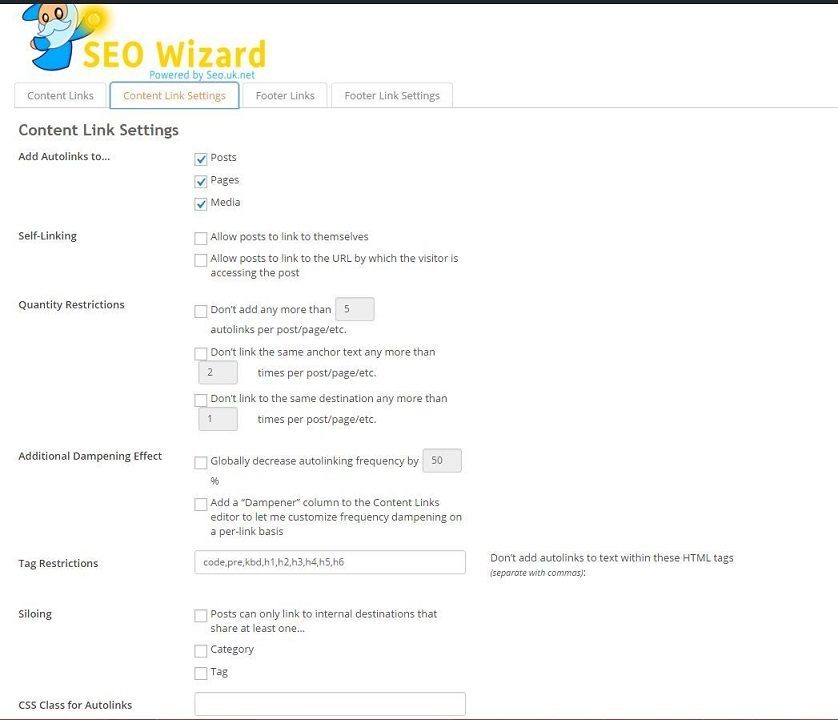 SEO Wizard
Powered by Seo.uk.net
Content Links
Content Link Settings
Footer Links
Footer Link Settings
Content Link Settings
Add Autolinks to...
Posts
Pages
Media
Self-Linking
Allow posts to link to themselves
Allow posts to link to the URL by which the visitor is
accessing the post
Quantity Restrictions
Don't add any more than 5
autolinks per post/page/etc.
Don't link the same anchor text any more than
2 times per post/page/etc.
Don't link to the same destination any more than
1 times per post/page/etc.
Additional Dampening Effect
Globally decrease autolinking frequency by 50
%
Add a “Dampener” column to the Content Links
editor to let me customize frequency dampening on
a per-link basis
Tag Restrictions
code,pre,kbd,h1,h2,h3,h4,h5,h6
Don't add autolinks to text within these HTML tags
(separate with commas):
Siloing
Posts can only link to internal destinations that
share at least one...
Category
Tag
CSS Class for Autolinks